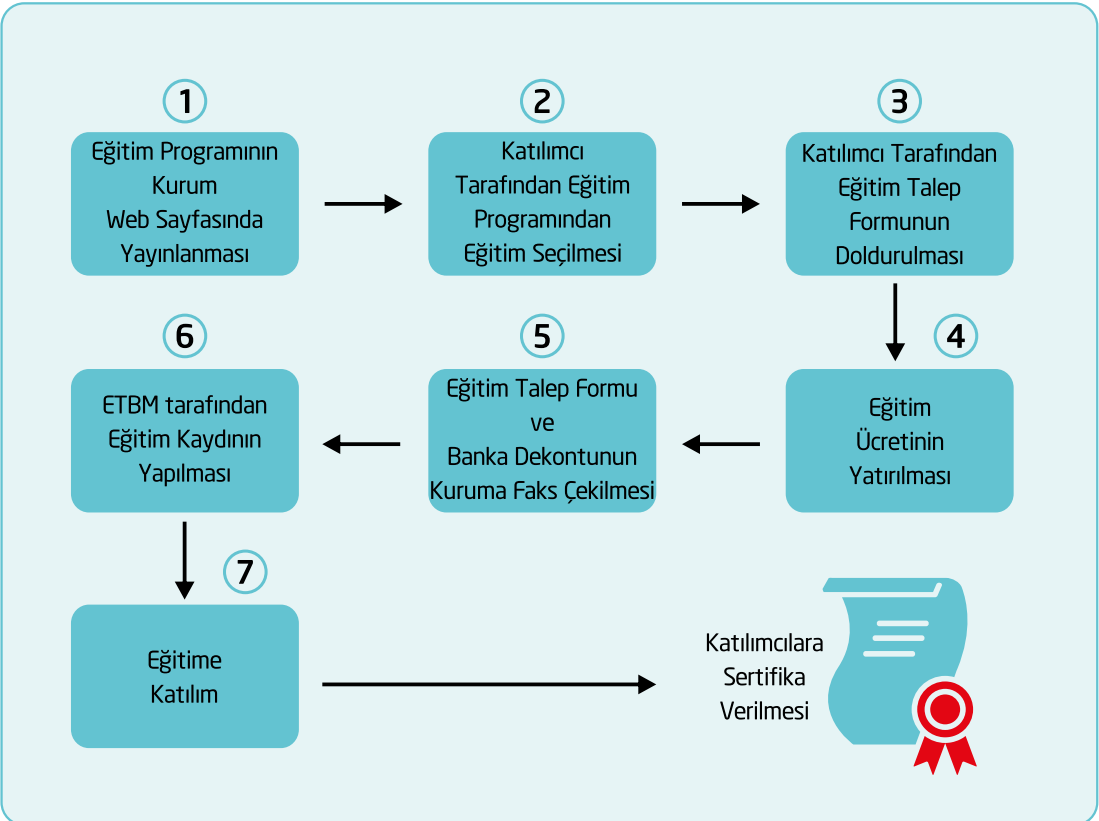 1
Eğitim Programının
Kurum
Web Sayfasında
Yayınlanması
2
Katılımcı
Tarafından Eğitim
Programından
Eğitim Seçilmesi
3
Katılımcı Tarafından
Eğitim Talep
Formunun
Doldurulması
4
Eğitim
Ücretinin
Yatırılması
5
Eğitim Talep Formu
ve
Banka Dekontunun
Kuruma Faks Çekilmesi
6
ETBM tarafından
Eğitim Kaydının
Yapılması
7
Eğitime
Katılım
Katılımcılara
Sertifika
Verilmesi